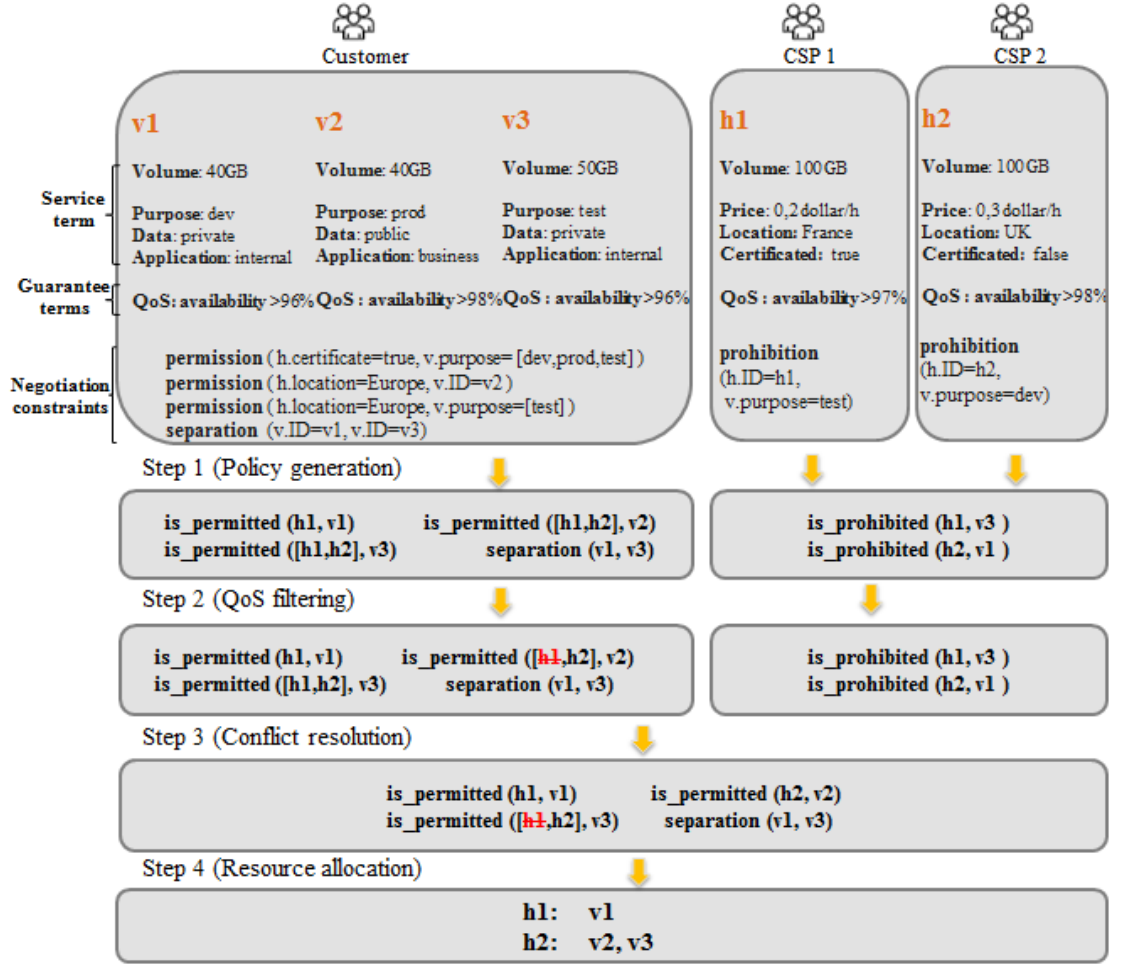 Customer CSP 1 CSP 2
v1 v2 v3 h1 h2
Volume: 40GB Volume: 40GB Volume: 50GB Volume: 100GB Volume: 100GB
Service
term
Purpose: dev Purpose: prod Purpose: test Price: 0,2 dollar/h Price: 0,3 dollar/h
Data: private Data: public Data: private Location: France Location: UK
Application: internal Application: business Application: internal Certificated: true Certificated: false
Guarantee
terms
QoS: availability>96% QoS : availability>98% QoS : availability>96% QoS : availability>97% QoS : availability>98%
Negotiation
constraints
permission ( h.certificate=true, v.purpose= [dev,prod,test] )
permission ( h.location=Europe, v.ID=v2 )
permission ( h.location=Europe, v.purpose=[test] )
separation (v.ID=v1, v.ID=v3)
prohibition
(h.ID=h1,
v.purpose=test)
prohibition
(h.ID=h2,
v.purpose=dev)
Step 1 (Policy generation)
is_permitted (h1, v1) is_permitted ([h1,h2], v2)
is_permitted ([h1,h2], v3) separation (v1, v3)
is_prohibited (h1, v3 )
is_prohibited (h2, v1 )
Step 2 (QoS filtering)
is_permitted (h1, v1) is_permitted ([h1,h2], v2)
is_permitted ([h1,h2], v3) separation (v1, v3)
is_prohibited (h1, v3 )
is_prohibited (h2, v1 )
Step 3 (Conflict resolution)
is_permitted (h1, v1) is_permitted (h2, v2)
is_permitted ([h1,h2], v3) separation (v1, v3)
Step 4 (Resource allocation)
h1: v1
h2: v2, v3